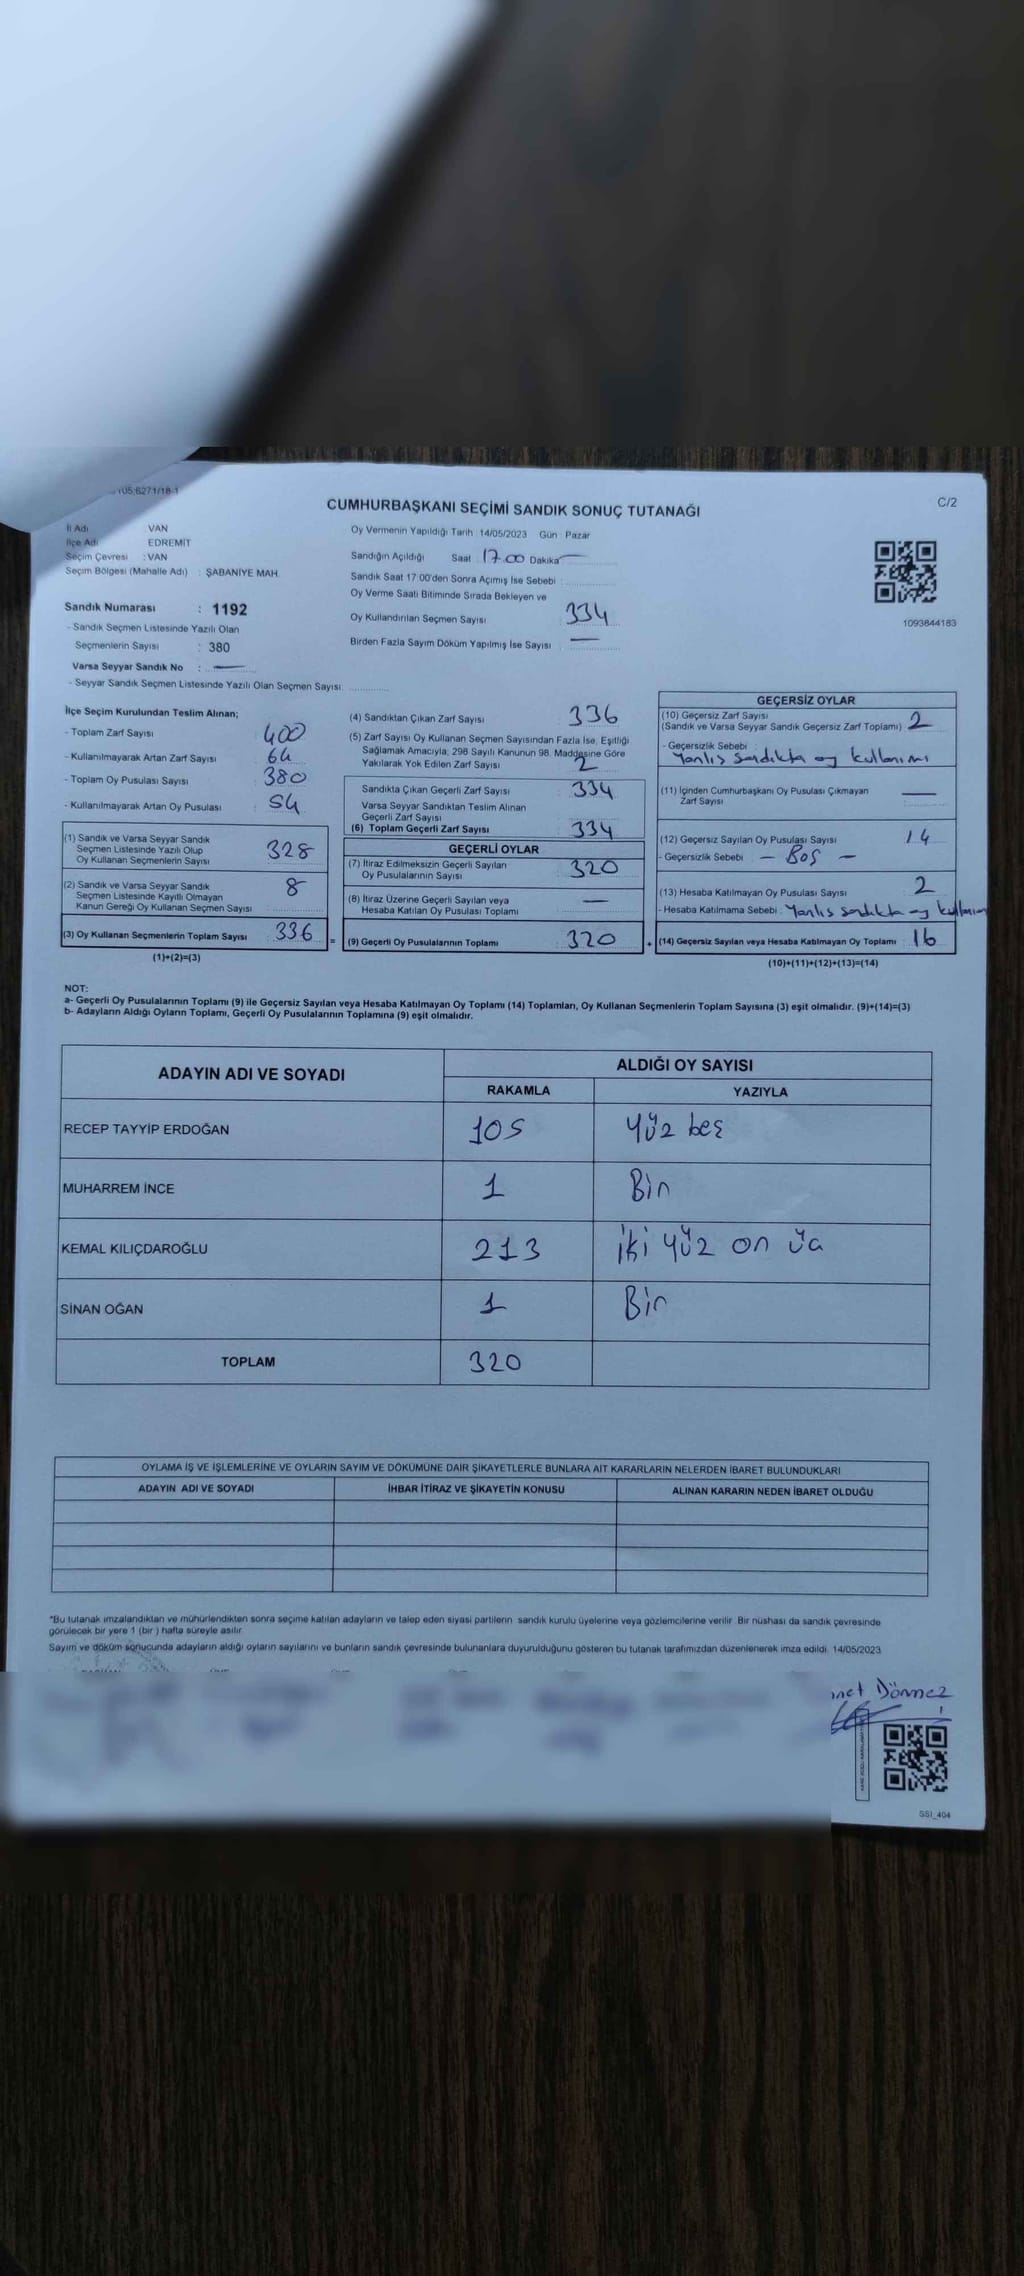 105;6271/18-1
C/2
CUMHURBAŞKANI SEÇİMİ SANDIK SONUÇ TUTANAĞI
İl Adı VAN
İlçe Adı EDREMİT
Seçim Çevresi : VAN
Seçim Bölgesi (Mahalle Adı) : ŞABANİYE MAH.
Sandık Numarası : 1192
- Sandık Seçmen Listesinde Yazılı Olan
Seçmenlerin Sayısı : 380
Varsa Seyyar Sandık No : —
- Seyyar Sandık Seçmen Listesinde Yazılı Olan Seçmen Sayısı:
Oy Vermenin Yapıldığı Tarih :14/05/2023 Gün Pazar
Sandığın Açıldığı Saat : 17.00 Dakika —
Sandık Saat 17:00'den Sonra Açımış İse Sebebi :
Oy Verme Saati Bitiminde Sırada Bekleyen ve
Oy Kullandırılan Seçmen Sayısı : 334
Birden Fazla Sayım Döküm Yapılmış İse Sayısı : —
1093844183
İlçe Seçim Kurulundan Teslim Alınan;
- Toplam Zarf Sayısı : 400
- Kullanılmayarak Artan Zarf Sayısı : 64
- Toplam Oy Pusulası Sayısı : 380
- Kullanılmayarak Artan Oy Pusulası : 54
(1) Sandık ve Varsa Seyyar Sandık
Seçmen Listesinde Yazılı Olup
Oy Kullanan Seçmenlerin Sayısı 328
(2) Sandık ve Varsa Seyyar Sandık
Seçmen Listesinde Kayıtlı Olmayan
Kanun Gereği Oy Kullanan Seçmen Sayısı 8
(3) Oy Kullanan Seçmenlerin Toplam Sayısı 336
(1)+(2)=(3)
=
(4) Sandıktan Çıkan Zarf Sayısı 336
(5) Zarf Sayısı Oy Kullanan Seçmen Sayısından Fazla İse, Eşitliği
Sağlamak Amacıyla, 298 Sayılı Kanunun 98. Maddesine Göre
Yakılarak Yok Edilen Zarf Sayısı 2
Sandıkta Çıkan Geçerli Zarf Sayısı 334
Varsa Seyyar Sandıktan Teslim Alınan
Geçerli Zarf Sayısı
(6) Toplam Geçerli Zarf Sayısı 334
GEÇERLİ OYLAR
(7) İtiraz Edilmeksizin Geçerli Sayılan
Oy Pusulalarının Sayısı 320
(8) İtiraz Üzerine Geçerli Sayılan veya
Hesaba Katılan Oy Pusulası Toplamı —
(9) Geçerli Oy Pusulalarının Toplamı 320
+
GEÇERSİZ OYLAR
(10) Geçersiz Zarf Sayısı
(Sandık ve Varsa Seyyar Sandık Geçersiz Zarf Toplamı) 2
- Geçersizlik Sebebi :
Yanlış sandıkta oy kullanımı
(11) İçinden Cumhurbaşkanı Oy Pusulası Çıkmayan
Zarf Sayısı —
(12) Geçersiz Sayılan Oy Pusulası Sayısı 14
- Geçersizlik Sebebi : — Boş —
(13) Hesaba Katılmayan Oy Pusulası Sayısı 2
- Hesaba Katılmama Sebebi : Yanlıs sandıkta oy kullanım
(14) Geçersiz Sayılan veya Hesaba Katılmayan Oy Toplamı 16
(10)+(11)+(12)+(13)=(14)
NOT:
a- Geçerli Oy Pusulalarının Toplamı (9) ile Geçersiz Sayılan veya Hesaba Katılmayan Oy Toplamı (14) Toplamları, Oy Kullanan Seçmenlerin Toplam Sayısına (3) eşit olmalıdır. (9)+(14)=(3)
b- Adayların Aldığı Oyların Toplamı, Geçerli Oy Pusulalarının Toplamına (9) eşit olmalıdır.
ADAYIN ADI VE SOYADI ALDIĞI OY SAYISI
RAKAMLA YAZIYLA
RECEP TAYYİP ERDOĞAN 105 Yüz beş
MUHARREM İNCE 1 Bir
KEMAL KILIÇDAROĞLU 213 iki yüz on üç
SİNAN OĞAN 1 Bir
TOPLAM 320
OYLAMA İŞ VE İŞLEMLERİNE VE OYLARIN SAYIM VE DÖKÜMÜNE DAİR ŞİKAYETLERLE BUNLARA AİT KARARLARIN NELERDEN İBARET BULUNDUKLARI
ADAYIN ADI VE SOYADI İHBAR İTİRAZ VE ŞİKAYETİN KONUSU ALINAN KARARIN NEDEN İBARET OLDUĞU
*Bu tutanak imzalandıktan ve mühürlendikten sonra seçime katılan adayların ve talep eden siyasi partilerin sandık kurulu üyelerine veya gözlemcilerine verilir. Bir nüshası da sandık çevresinde
görülecek bir yere 1 (bir ) hafta süreyle asılır.
Sayım ve döküm sonucunda adayların aldığı oyların sayılarını ve bunların sandık çevresinde bulunanlara duyurulduğunu gösteren bu tutanak tarafımızdan düzenlenerek imza edildi. 14/05/2023
Dönmez
SSI_404